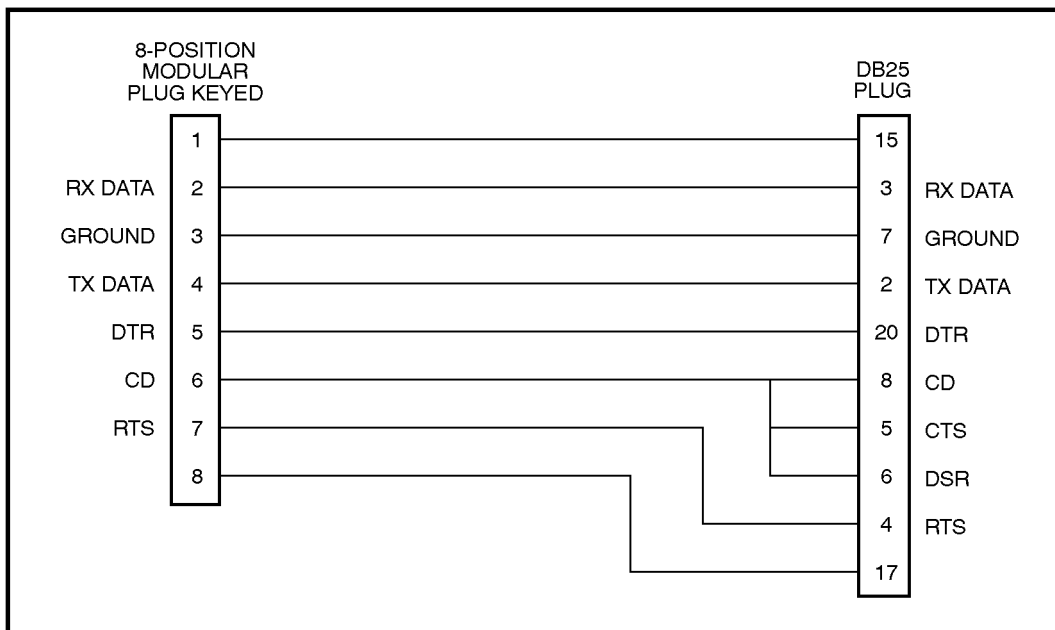 8-POSITION
MODULAR
PLUG KEYED
DB25
PLUG
1 15
RX DATA 2 3 RX DATA
GROUND 3 7 GROUND
TX DATA 4 2 TX DATA
DTR 5 20 DTR
CD 6 8 CD
RTS 7 5 CTS
8 6 DSR
4 RTS
17